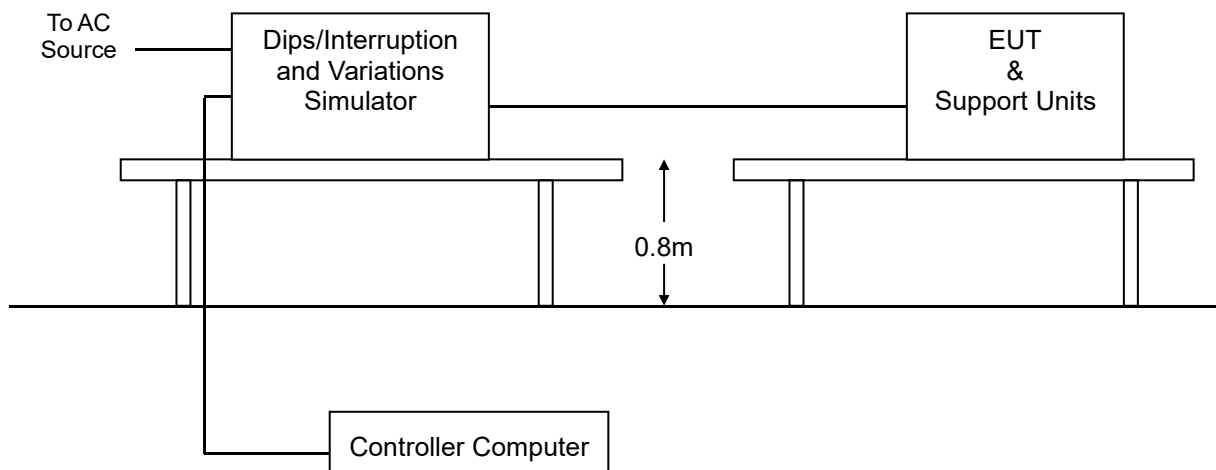 To AC
Source
Dips/Interruption
and Variations
Simulator
EUT
&
Support Units
0.8m
Controller Computer